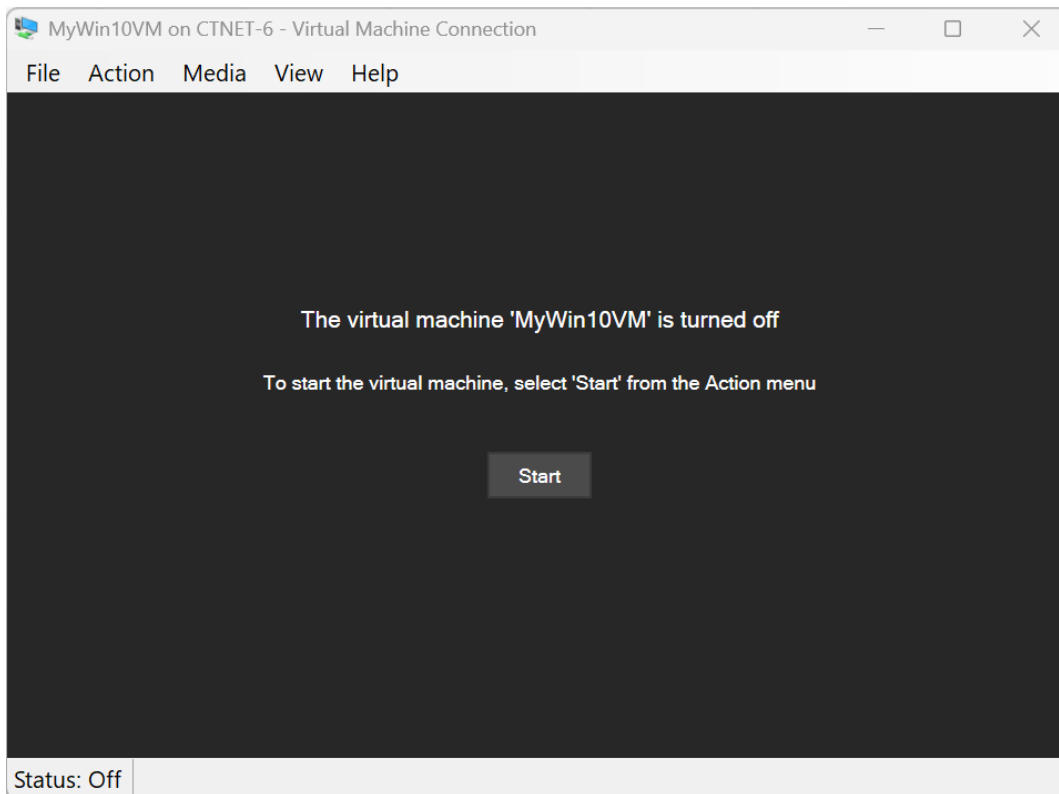 MyWin10VM on CTNET-6 - Virtual Machine Connection
File Action Media View Help
The virtual machine 'MyWin10VM' is turned off
To start the virtual machine, select 'Start' from the Action menu
Start
Status: Off